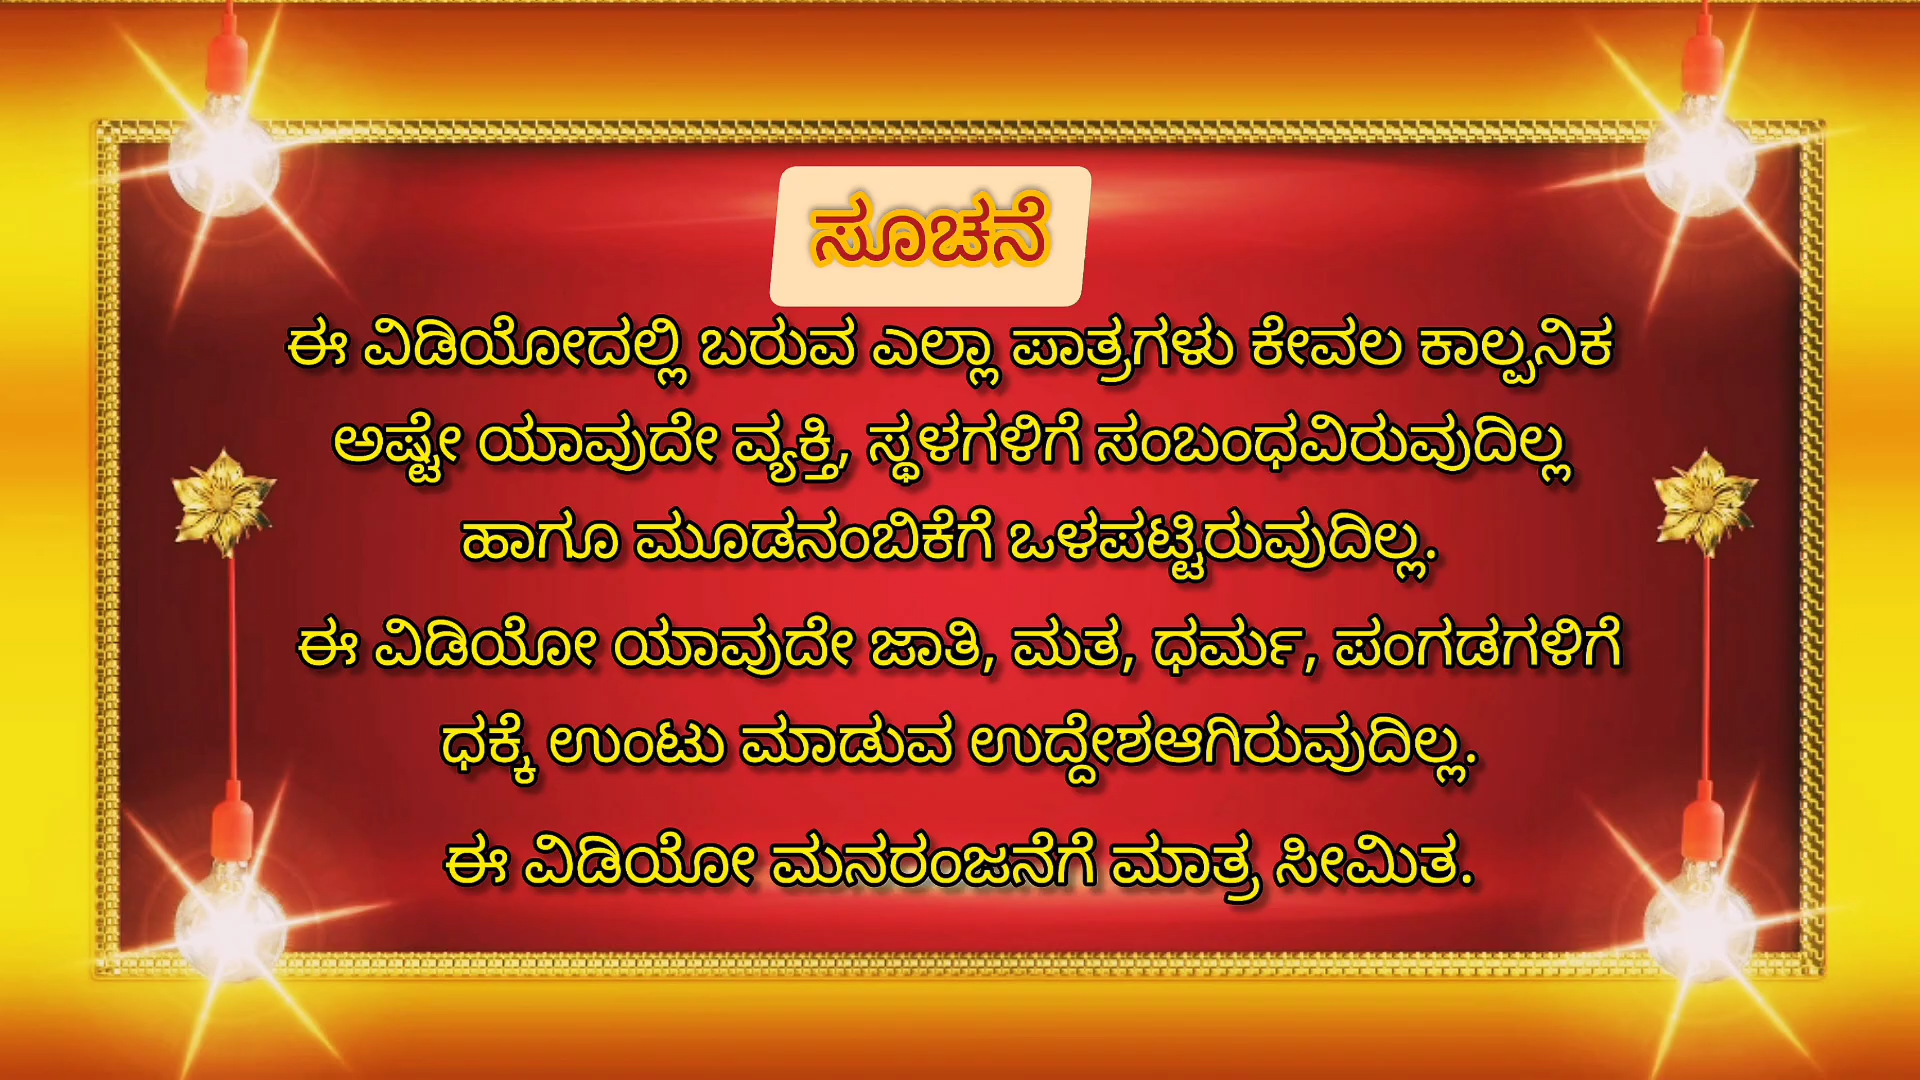 ಸೂಚನೆ
ಈ ವಿಡಿಯೋದಲ್ಲಿ ಬರುವ ಎಲ್ಲಾ ಪಾತ್ರಗಳು ಕೇವಲ ಕಾಲ್ಪನಿಕ
ಅಷ್ಟೇ ಯಾವುದೇ ವ್ಯಕ್ತಿ, ಸ್ಥಳಗಳಿಗೆ ಸಂಬಂಧವಿರುವುದಿಲ್ಲ
ಹಾಗೂ ಮೂಡನಂಬಿಕೆಗೆ ಒಳಪಟ್ಟಿರುವುದಿಲ್ಲ.
ಈ ವಿಡಿಯೋ ಯಾವುದೇ ಜಾತಿ, ಮತ, ಧರ್ಮ, ಪಂಗಡಗಳಿಗೆ
ಧಕ್ಕೆ ಉಂಟು ಮಾಡುವ ಉದ್ದೇಶಆಗಿರುವುದಿಲ್ಲ.
ಈ ವಿಡಿಯೋ ಮನರಂಜನೆಗೆ ಮಾತ್ರ ಸೀಮಿತ.